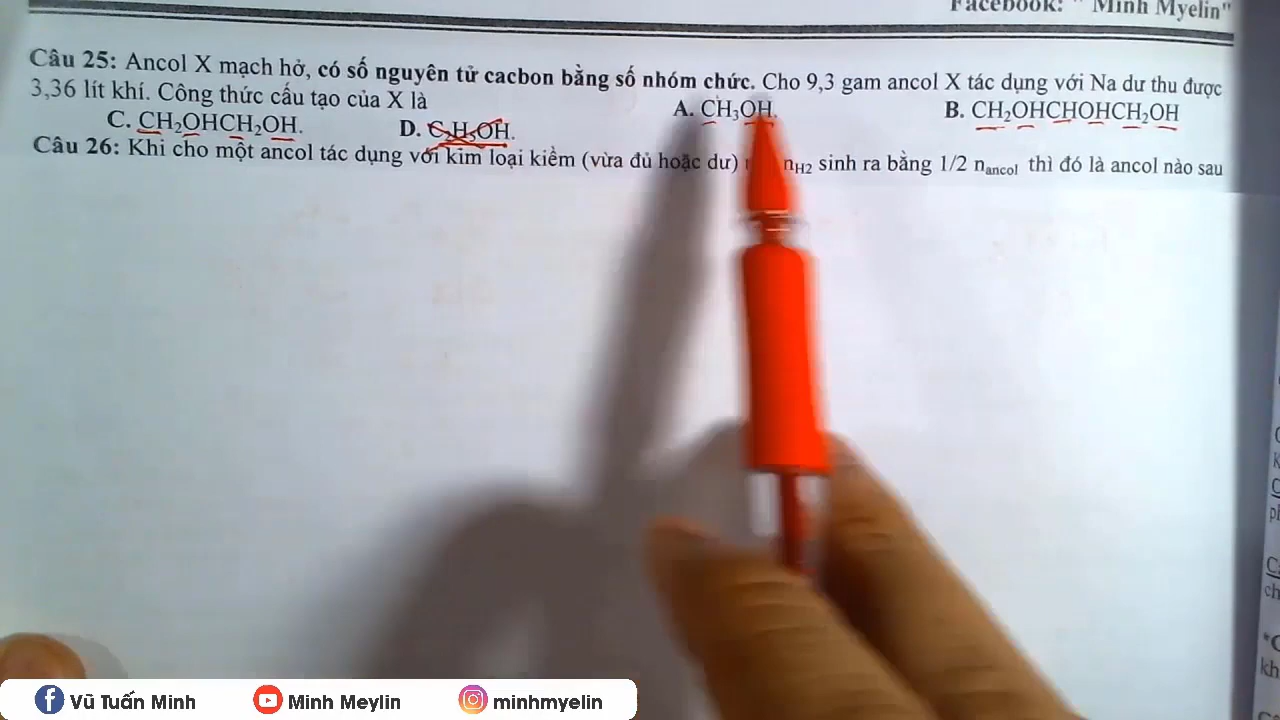 Facebook: " Minh Myelin"
Câu 25: Ancol X mạch hở, có số nguyên tử cacbon bằng số nhóm chức. Cho 9,3 gam ancol X tác dụng với Na dư thu được
3,36 lít khí. Công thức cấu tạo của X là
A. CH₃OH. B. CH₂OHCHOHCH₂OH
C. CH₂OHCH₂OH. D. C₂H₅OH.
Câu 26: Khi cho một ancol tác dụng với kim loại kiềm (vừa đủ hoặc dư) nH2 sinh ra bằng 1/2 nancol thì đó là ancol nào sau
Vũ Tuấn Minh Minh Meylin minhmyelin